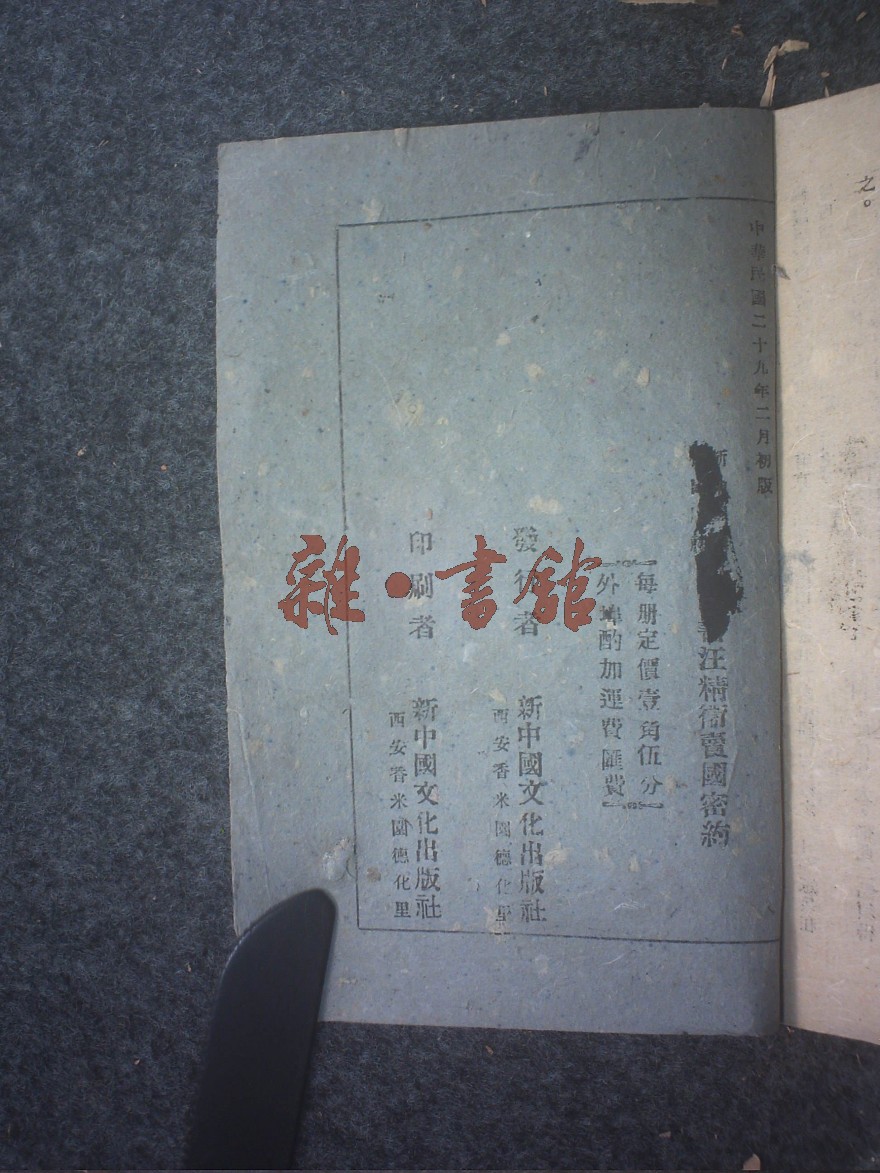 之。
中華民國二十九年二月初版
新
汪精衛賣國密約
每册定價壹角伍分
外埠酌加運費匯費
發行者
新中國文化出版社
西安香米園德化里
印刷者
新中國文化出版社
西安香米園德化里
雜·書館